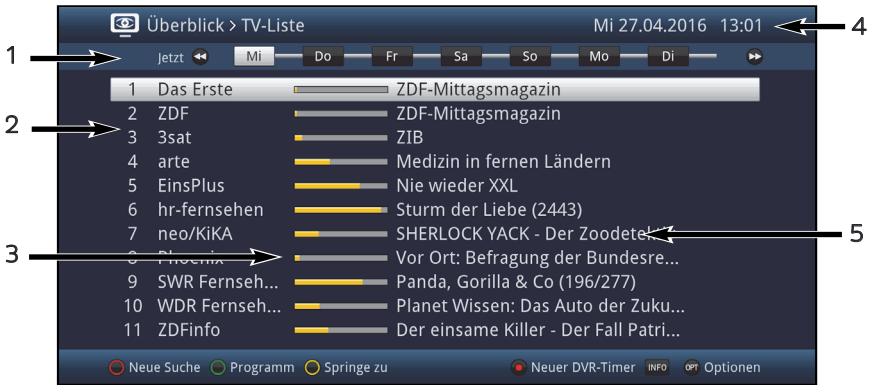 Überblick > TV-Liste Mi 27.04.2016 13:01 4
1 Jetzt Mi Do Fr Sa So Mo Di
1 Das Erste ZDF-Mittagsmagazin
2 ZDF ZDF-Mittagsmagazin
2
3 3sat ZIB
4 arte Medizin in fernen Ländern
5 EinsPlus Nie wieder XXL
6 hr-fernsehen Sturm der Liebe (2443)
7 neo/KiKA SHERLOCK YACK - Der 5
3
8 Phoenix Vor Ort: Befragung der Bundesre...
9 SWR Fernseh... Panda, Gorilla & Co (196/277)
10 WDR Fernseh... Planet Wissen: Das Auto der Zuku...
11 ZDFinfo Der einsame Killer - Der Fall Patri...
Neue Suche Programm Springe zu Neuer DVR-Timer INFO OPT Optionen